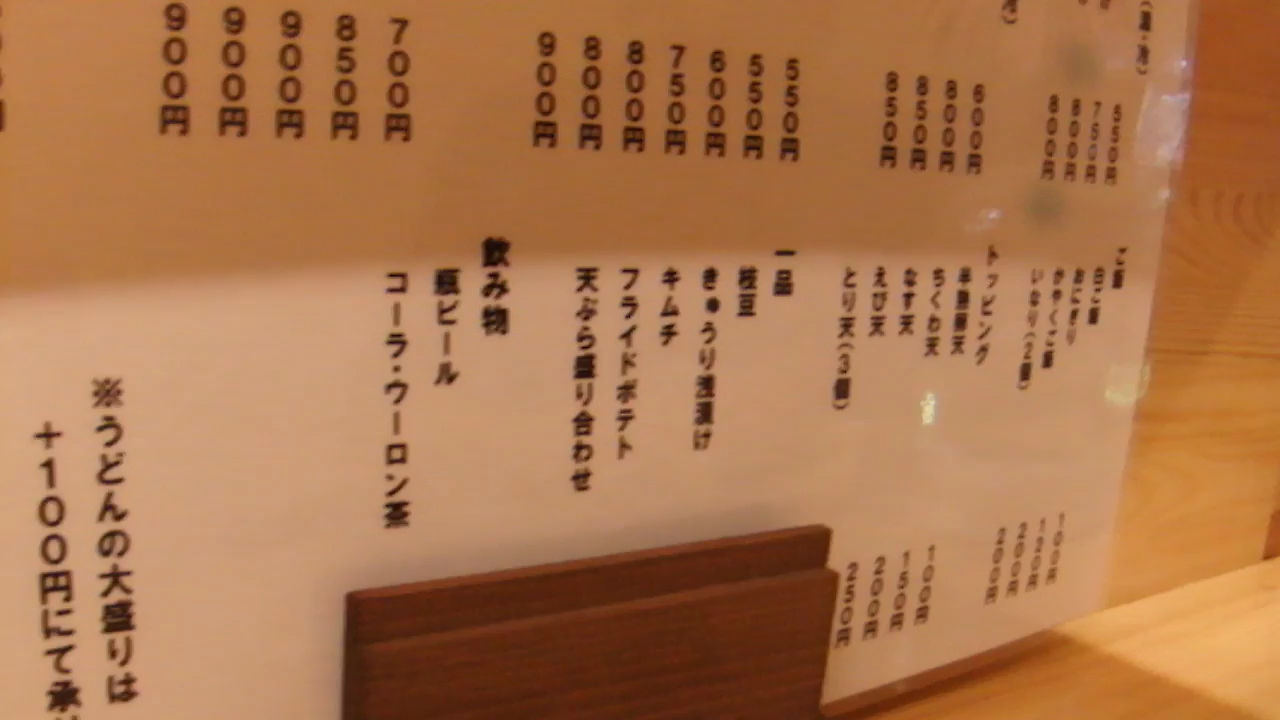 650円
750円
800円
800円
600円
800円
850円
850円
550円
550円
600円
750円
800円
800円
900円
700円
850円
900円
900円
900円
ご飯
白ご飯
おにぎり
かやくご飯
いなり(2個)
100円
120円
200円
200円
トッピング
半熟卵天
ちくわ天
なす天
えび天
とり天(3個)
100円
150円
200円
250円
一品
枝豆
きゅうり浅漬け
キムチ
フライドポテト
天ぷら盛り合わせ
飲み物
瓶ビール
コーラ・ウーロン茶
※うどんの大盛りは
+100円にて承